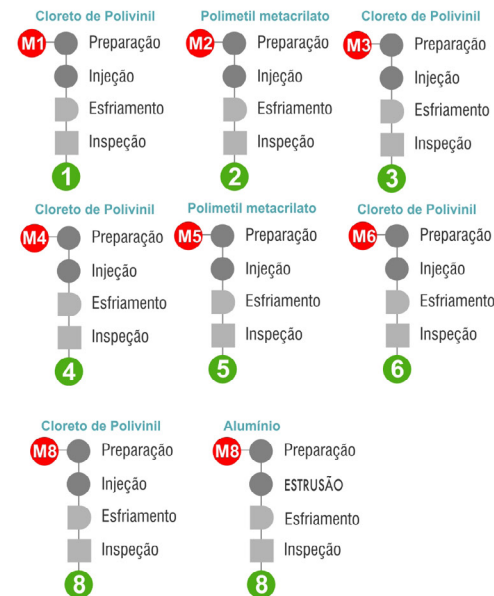 Cloreto de Polivinil
M1 Preparação
Injeção
Esfriamento
Inspeção
1
Polimetil metacrilato
M2 Preparação
Injeção
Esfriamento
Inspeção
2
Cloreto de Polivinil
M3 Preparação
Injeção
Esfriamento
Inspeção
3
Cloreto de Polivinil
M4 Preparação
Injeção
Esfriamento
Inspeção
4
Polimetil metacrilato
M5 Preparação
Injeção
Esfriamento
Inspeção
5
Cloreto de Polivinil
M6 Preparação
Injeção
Esfriamento
Inspeção
6
Cloreto de Polivinil
M8 Preparação
Injeção
Esfriamento
Inspeção
8
Alumínio
M8 Preparação
ESTRUSÃO
Esfriamento
Inspeção
8